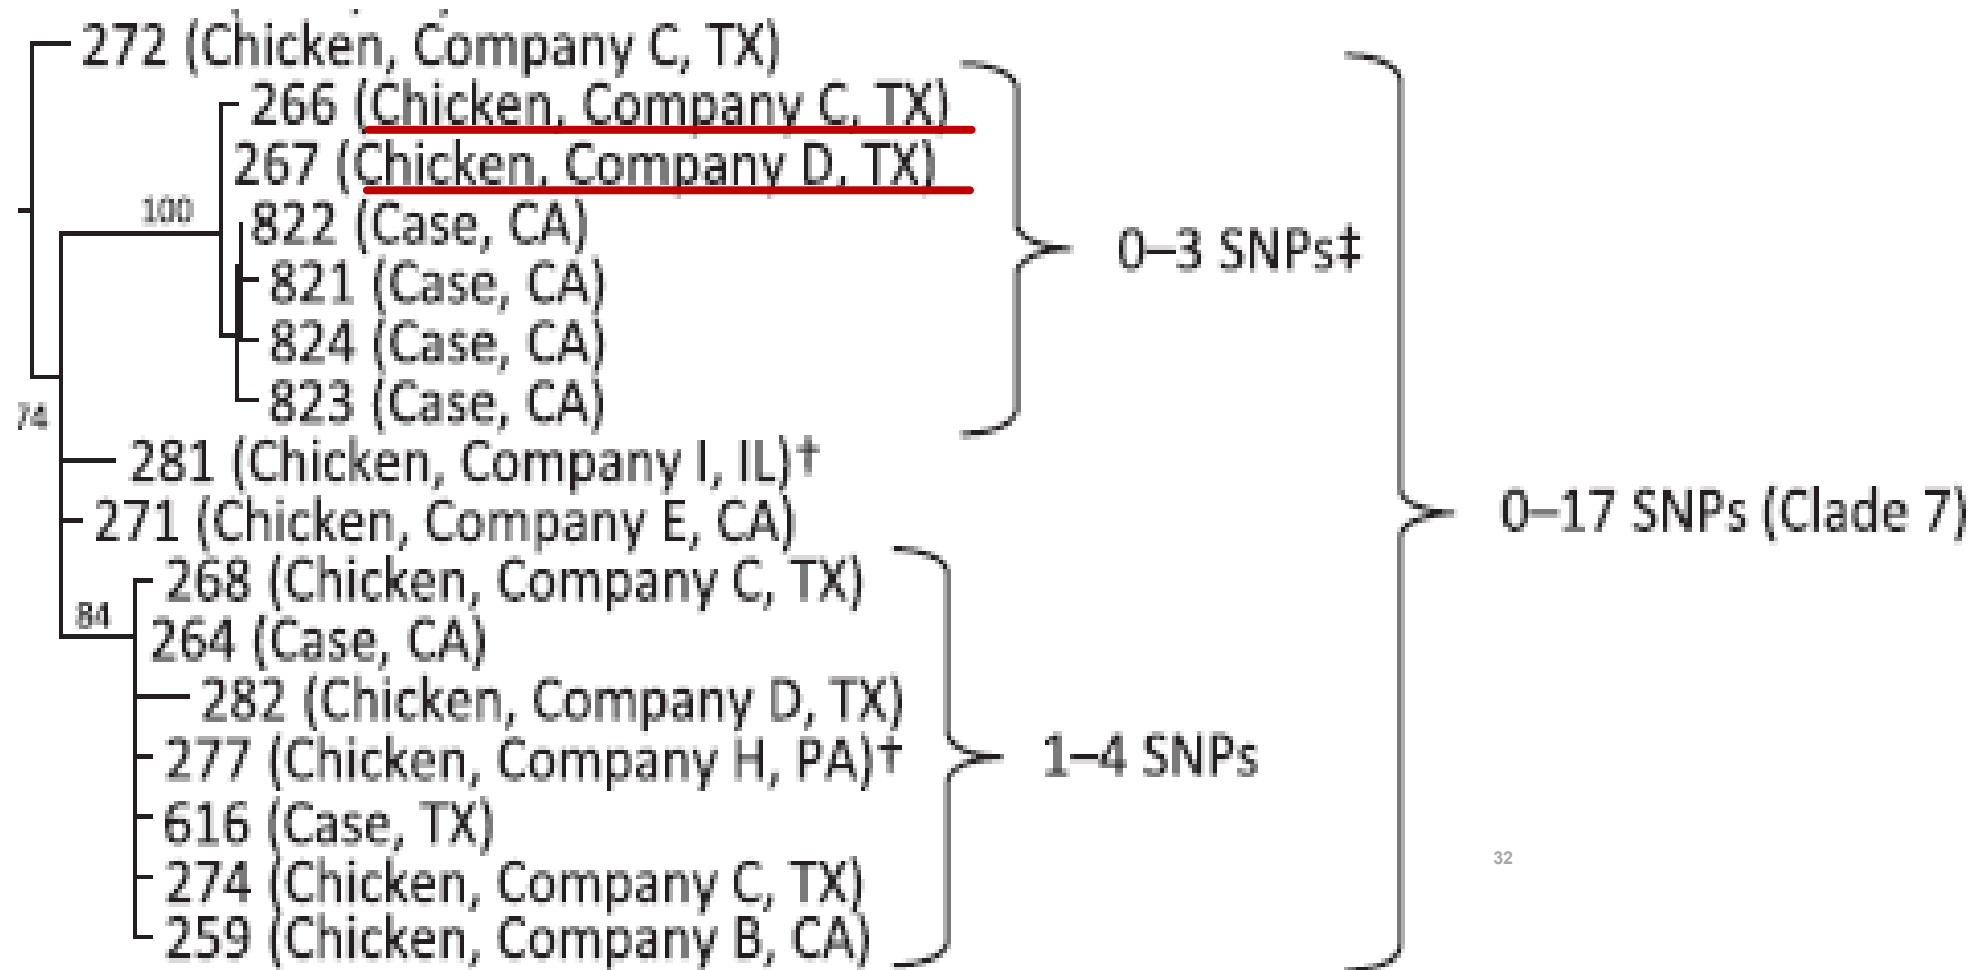 272 (Chicken, Company C, TX)
266 (Chicken, Company C, TX)
267 (Chicken, Company D, TX)
100
822 (Case, CA)
0–3 SNPs‡
821 (Case, CA)
824 (Case, CA)
823 (Case, CA)
74
281 (Chicken, Company I, IL)†
271 (Chicken, Company E, CA)
0–17 SNPs (Clade 7)
268 (Chicken, Company C, TX)
84
264 (Case, CA)
282 (Chicken, Company D, TX)
277 (Chicken, Company H, PA)†
1–4 SNPs
616 (Case, TX)
32
274 (Chicken, Company C, TX)
259 (Chicken, Company B, CA)